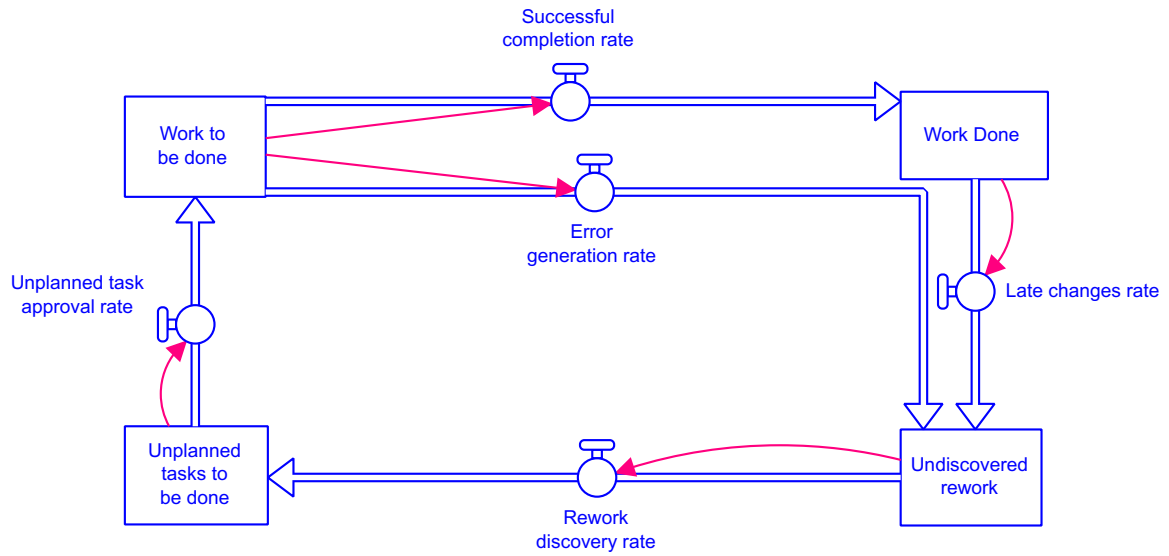 Successful
completion rate
Work to
be done
Work Done
Error
generation rate
Unplanned task
approval rate
Late changes rate
Unplanned
tasks to
be done
Undiscovered
rework
Rework
discovery rate